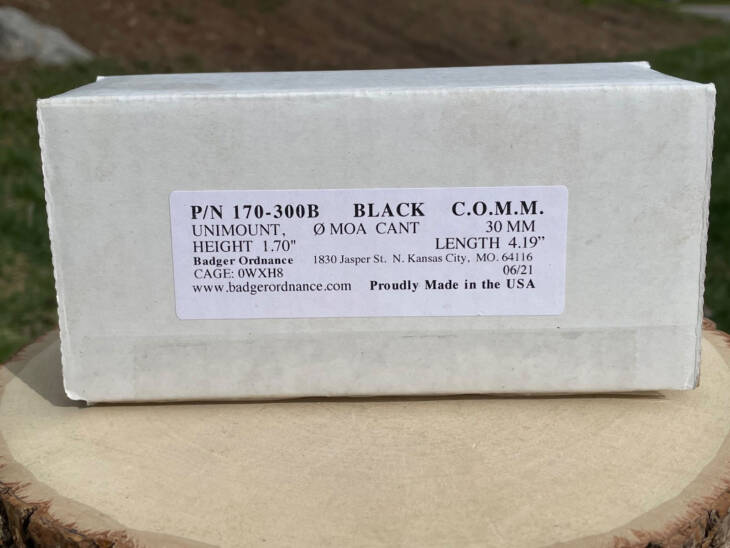 P/N 170-300B BLACK C.O.M.M.
UNIMOUNT, Ø MOA CANT 30 MM
HEIGHT 1.70" LENGTH 4.19”
Badger Ordnance 1830 Jasper St. N. Kansas City, MO. 64116
CAGE: 0WXH8 06/21
www.badgerordnance.com Proudly Made in the USA